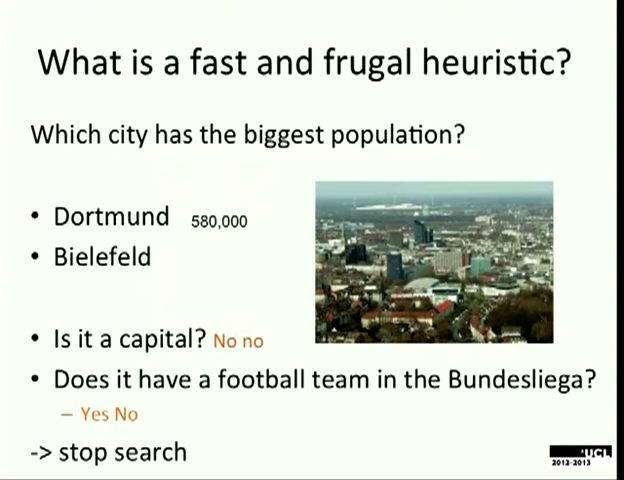 What is a fast and frugal heuristic?
Which city has the biggest population?
• Dortmund 580,000
• Bielefeld
• Is it a capital? No no
• Does it have a football team in the Bundesliega?
– Yes No
-> stop search
UCL
2012-2013